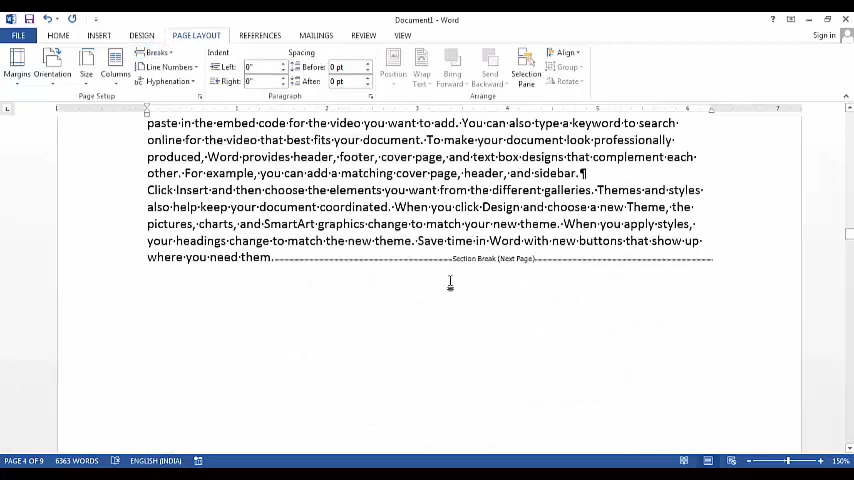 Document1 - Word
FILE HOME INSERT DESIGN PAGE LAYOUT REFERENCES MAILINGS REVIEW VIEW Sign in
Margins Orientation Size Columns
Breaks
Line Numbers
Hyphenation
Page Setup
Indent Spacing
Left: 0" Before: 0 pt
Right: 0" After: 0 pt
Paragraph
Position Wrap Text Bring Forward Send Backward Selection Pane
Align
Group
Rotate
Arrange
1 2 3 4 5 6 7
paste·in·the·embed·code·for·the·video·you·want·to·add.·You·can·also·type·a·keyword·to·search·
online·for·the·video·that·best·fits·your·document.·To·make·your·document·look·professionally·
produced,·Word·provides·header,·footer,·cover·page,·and·text·box·designs·that·complement·each·
other.·For·example,·you·can·add·a·matching·cover·page,·header,·and·sidebar.¶
Click·Insert·and·then·choose·the·elements·you·want·from·the·different·galleries.·Themes·and·styles·
also·help·keep·your·document·coordinated.·When·you·click·Design·and·choose·a·new·Theme,·the·
pictures,·charts,·and·SmartArt·graphics·change·to·match·your·new·theme.·When·you·apply·styles,·
your·headings·change·to·match·the·new·theme.·Save·time·in·Word·with·new·buttons·that·show·up·
where·you·need·them. Section Break (Next Page)
PAGE 4 OF 9 6363 WORDS ENGLISH (INDIA) 150%